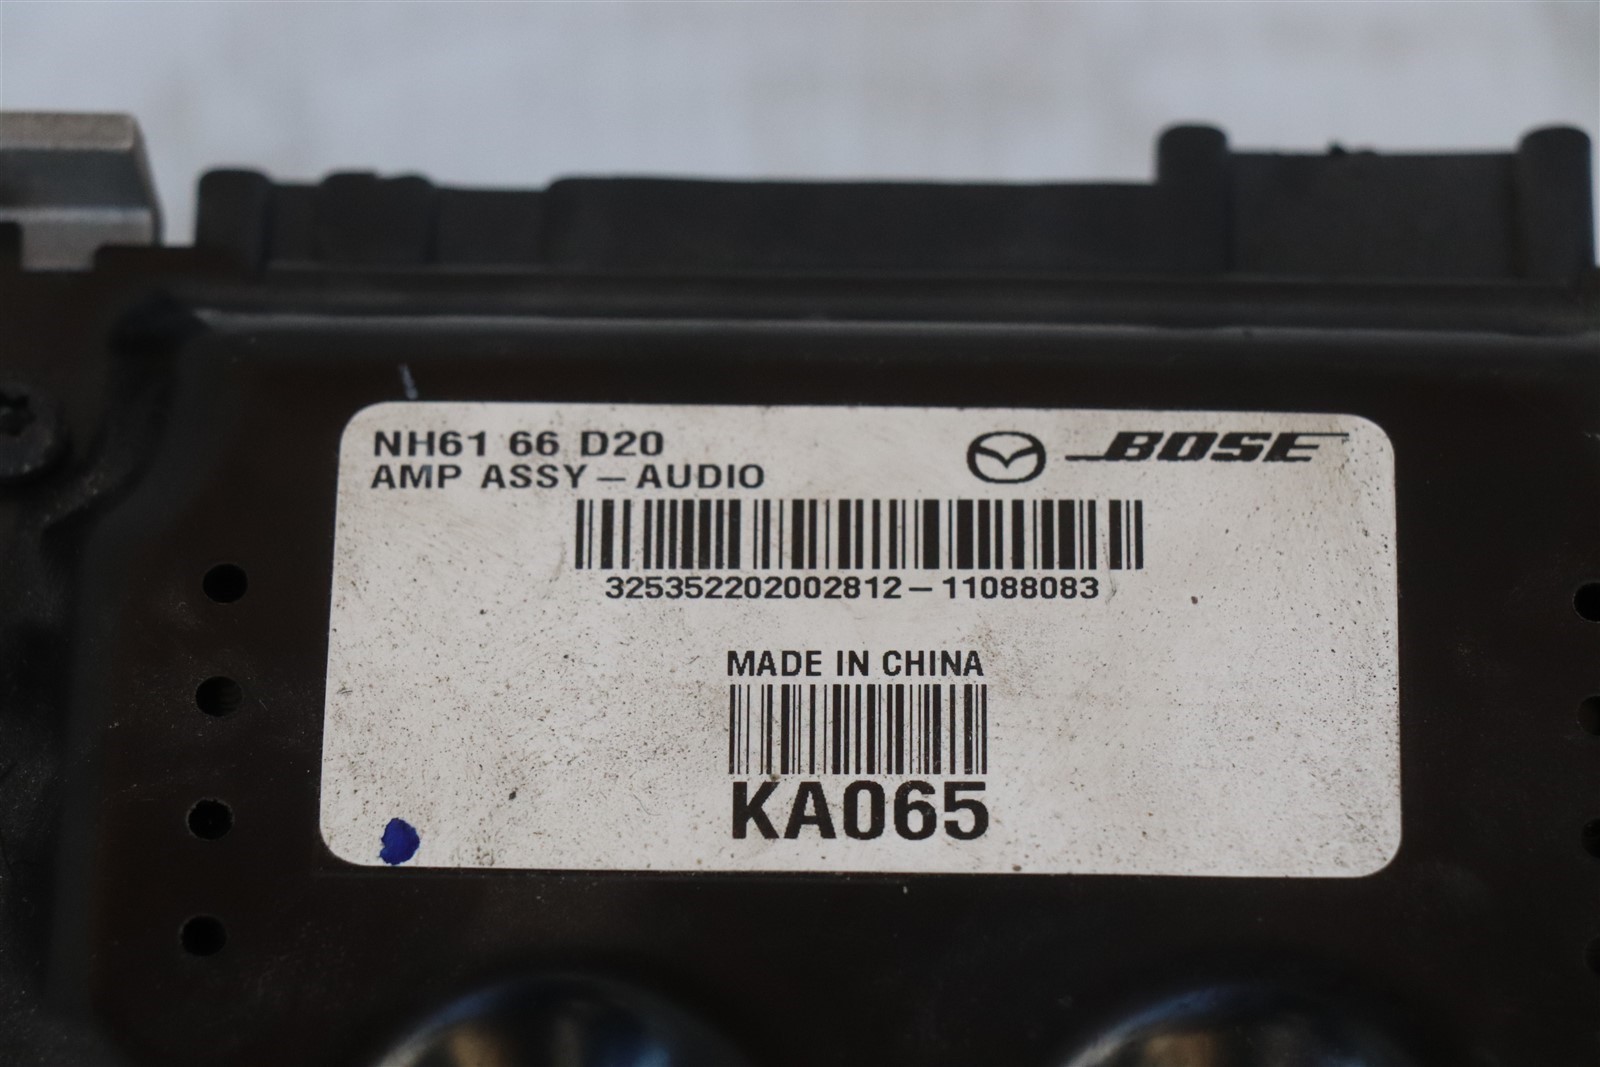 NH61 66 D20
AMP ASSY – AUDIO
BOSE
325352202002812 – 11088083
MADE IN CHINA
KA065